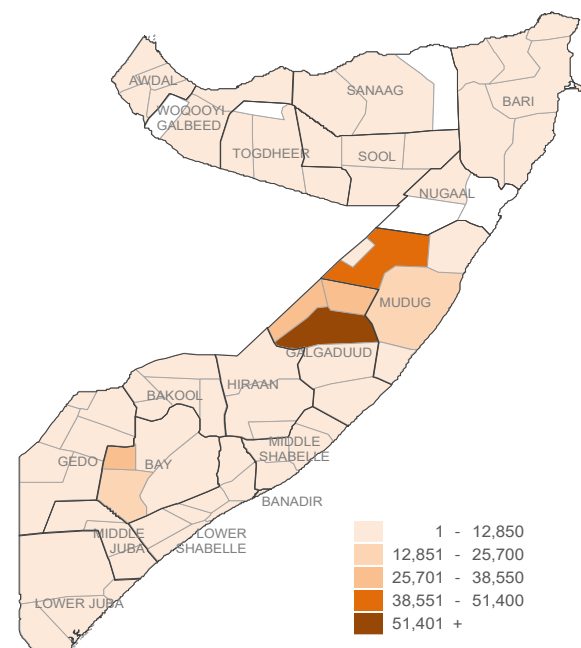 AWDAL
SANAAG
BARI
WOQOOYI
GALBEED
TOGDHEER
SOOL
NUGAAL
MUDUG
GALGADUUD
HIRAAN
BAKOOL
MIDDLE
SHABELLE
GEDO
BAY
BANADIR
MIDDLE
JUBA
LOWER
SHABELLE
LOWER JUBA
1 - 12,850
12,851 - 25,700
25,701 - 38,550
38,551 - 51,400
51,401 +